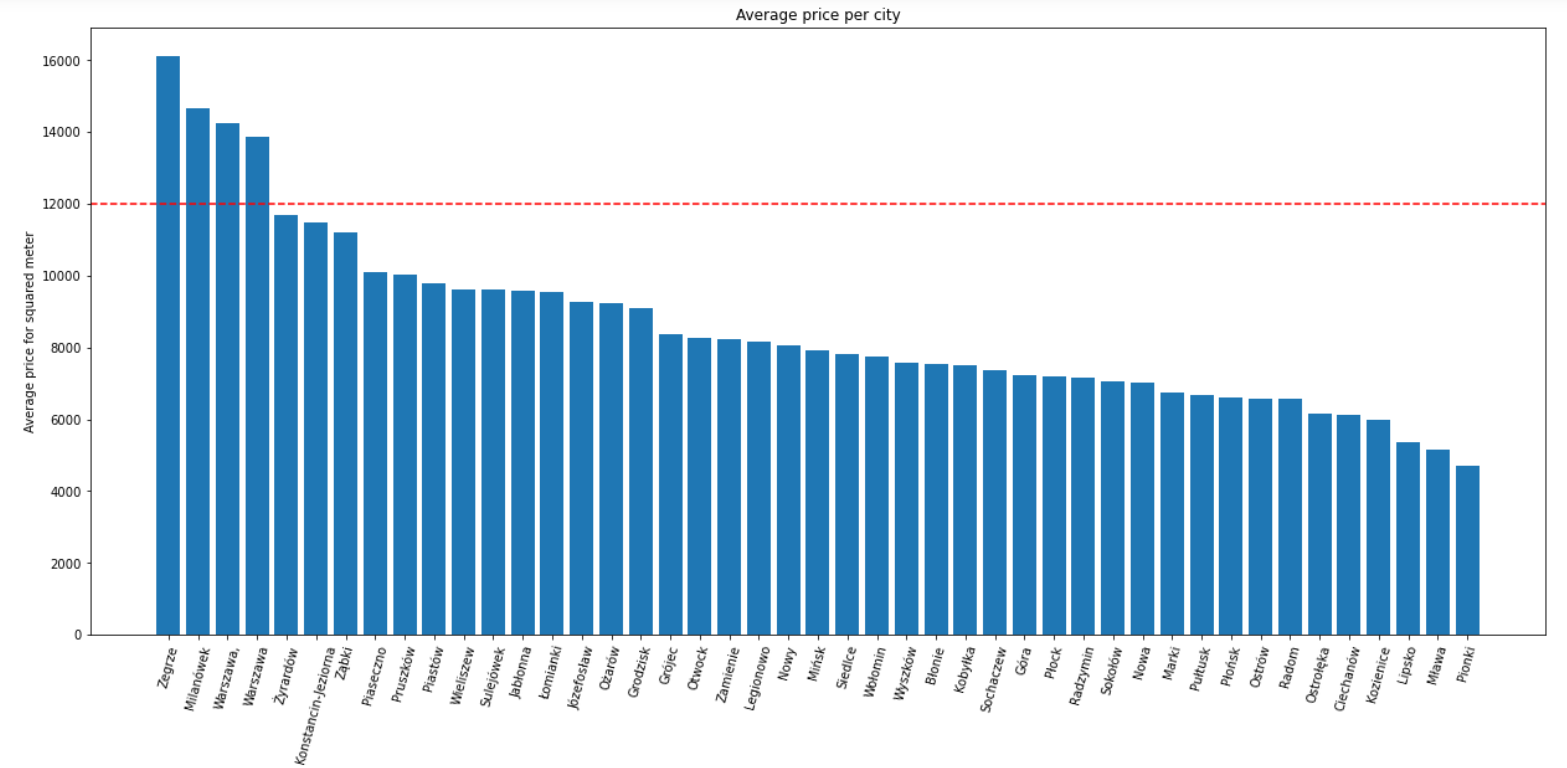 Average price per city
Average price for squared meter
16000
14000
12000
10000
8000
6000
4000
2000
0
Zegrze
Milanówek
Warszawa,
Warszawa
Żyrardów
Konstancin-Jeziorna
Ząbki
Piaseczno
Pruszków
Piastów
Wieliszew
Sulejówek
Jabłonna
Łomianki
Józefosław
Ożarów
Grodzisk
Grójec
Otwock
Zamienie
Legionowo
Nowy
Mińsk
Siedlce
Wołomin
Wyszków
Błonie
Kobyłka
Sochaczew
Góra
Płock
Radzymin
Sokołów
Nowa
Marki
Pułtusk
Płońsk
Ostrów
Radom
Ostrołęka
Ciechanów
Kozienice
Lipsko
Mława
Pionki